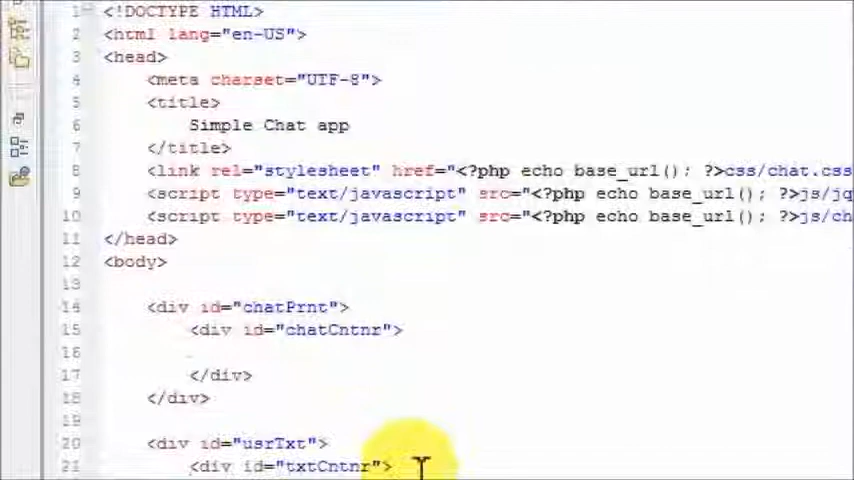 1 <!DOCTYPE HTML>
2 <html lang="en-US">
3 <head>
4 <meta charset="UTF-8">
5 <title>
6 Simple Chat app
7 </title>
8 <link rel="stylesheet" href="<?php echo base_url(); ?>css/chat.css
9 <script type="text/javascript" src="<?php echo base_url(); ?>js/jq
10 <script type="text/javascript" src="<?php echo base_url(); ?>js/ch
11 </head>
12 <body>
13
14 <div id="chatPrnt">
15 <div id="chatCntnr">
16
17 </div>
18 </div>
19
20 <div id="usrTxt">
21 <div id="txtCntnr">